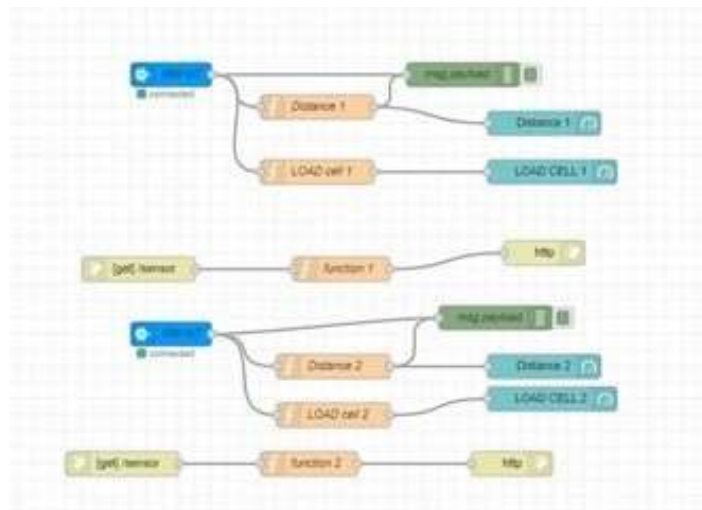 msg.payload
connected
Distance 1
Distance 1
LOAD cell 1
LOAD CELL 1
http
[get] /sensor
function 1
msg.payload
connected
Distance 2
Distance 2
LOAD CELL 2
LOAD cell 2
[get] /sensor
function 2
http